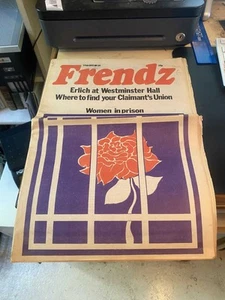 Frendz
Erlich at Westminster Hall
Where to find your Claimant's Union
Women in prison